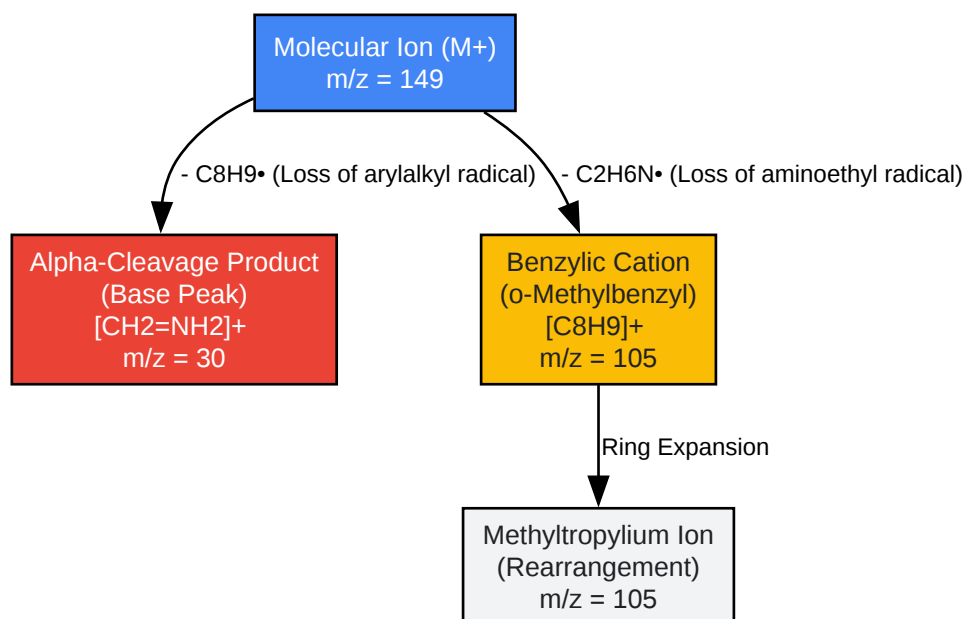 Molecular Ion (M+)
m/z = 149
- C8H9• (Loss of arylalkyl radical)
- C2H6N• (Loss of aminoethyl radical)
Alpha-Cleavage Product
(Base Peak)
[CH2=NH2]+
m/z = 30
Benzylic Cation
(o-Methylbenzyl)
[C8H9]+
m/z = 105
Ring Expansion
Methyltropylium Ion
(Rearrangement)
m/z = 105